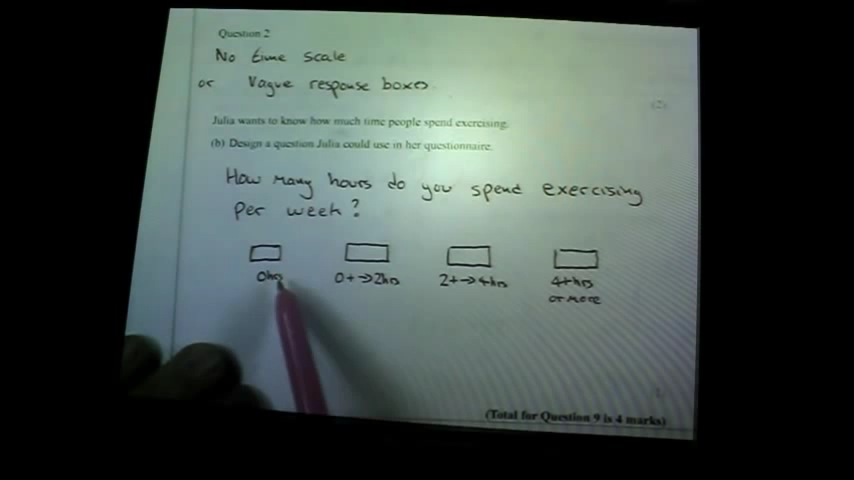 Question 2
No time scale
or Vague response boxes.
(2)
Julia wants to know how much time people spend exercising.
(b) Design a question Julia could use in her questionnaire.
How many hours do you spend exercising
per week?
0hrs 0+→2hrs 2+→4hrs 4+hrs
or more
(Total for Question 9 is 4 marks)